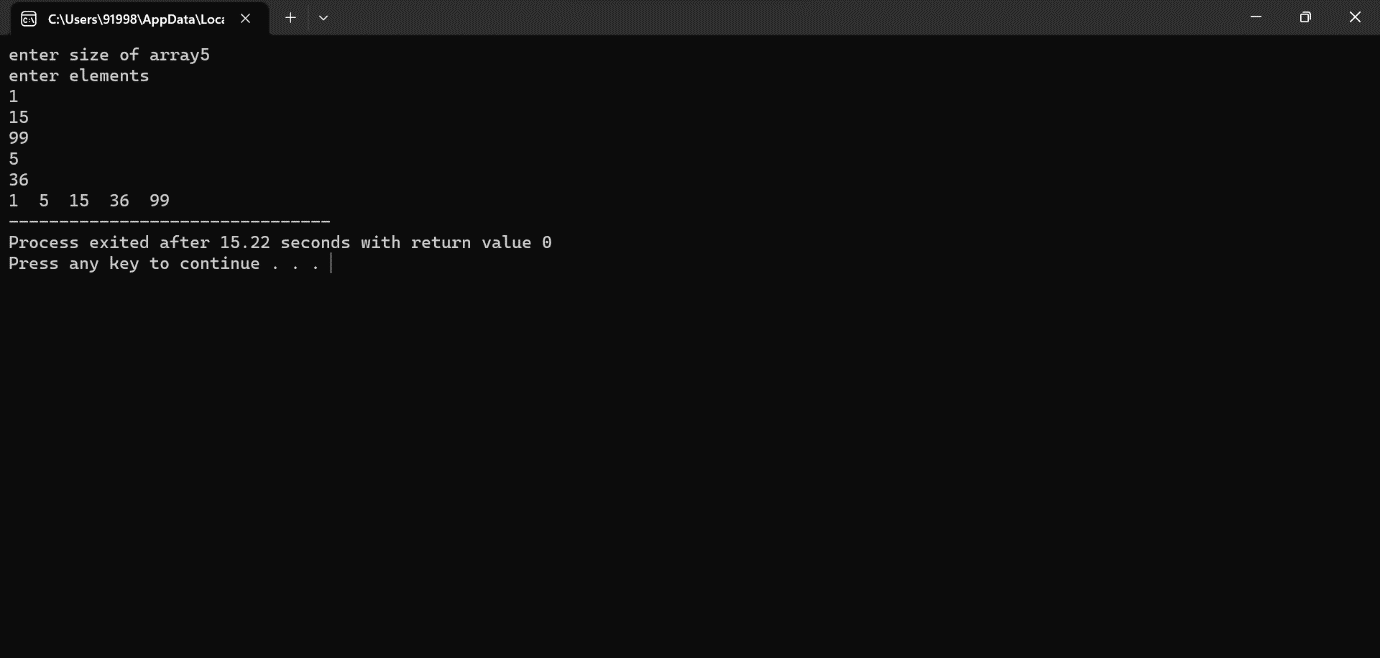 C:\Users\91998\AppData\Loca
enter size of array5
enter elements
1
15
99
5
36
1  5  15  36  99
--------------------------------
Process exited after 15.22 seconds with return value 0
Press any key to continue . . .